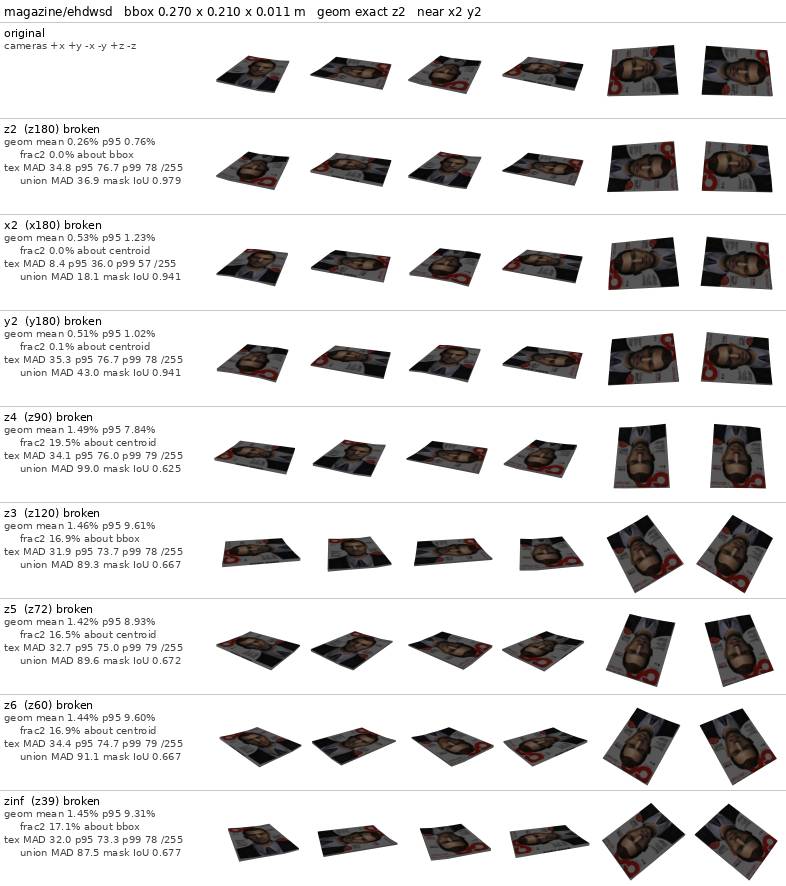 magazine/ehdwsd bbox 0.270 x 0.210 x 0.011 m geom exact z2 near x2 y2
original
cameras +x +y -x -y +z -z
z2 (z180) broken
geom mean 0.26% p95 0.76%
frac2 0.0% about bbox
tex MAD 34.8 p95 76.7 p99 78 /255
union MAD 36.9 mask IoU 0.979
x2 (x180) broken
geom mean 0.53% p95 1.23%
frac2 0.0% about centroid
tex MAD 8.4 p95 36.0 p99 57 /255
union MAD 18.1 mask IoU 0.941
y2 (y180) broken
geom mean 0.51% p95 1.02%
frac2 0.1% about centroid
tex MAD 35.3 p95 76.7 p99 78 /255
union MAD 43.0 mask IoU 0.941
z4 (z90) broken
geom mean 1.49% p95 7.84%
frac2 19.5% about centroid
tex MAD 34.1 p95 76.0 p99 79 /255
union MAD 99.0 mask IoU 0.625
z3 (z120) broken
geom mean 1.46% p95 9.61%
frac2 16.9% about bbox
tex MAD 31.9 p95 73.7 p99 78 /255
union MAD 89.3 mask IoU 0.667
z5 (z72) broken
geom mean 1.42% p95 8.93%
frac2 16.5% about centroid
tex MAD 32.7 p95 75.0 p99 79 /255
union MAD 89.6 mask IoU 0.672
z6 (z60) broken
geom mean 1.44% p95 9.60%
frac2 16.9% about centroid
tex MAD 34.4 p95 74.7 p99 79 /255
union MAD 91.1 mask IoU 0.667
zinf (z39) broken
geom mean 1.45% p95 9.31%
frac2 17.1% about bbox
tex MAD 32.0 p95 73.3 p99 78 /255
union MAD 87.5 mask IoU 0.677